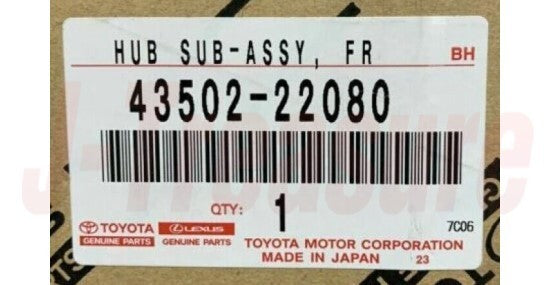 HUB SUB-ASSY, FR BH
43502-22080
QTY: 1
7C06
TOYOTA LEXUS
GENUINE PARTS GENUINE PARTS
TOYOTA MOTOR CORPORATION
MADE IN JAPAN 23
J-Treasure